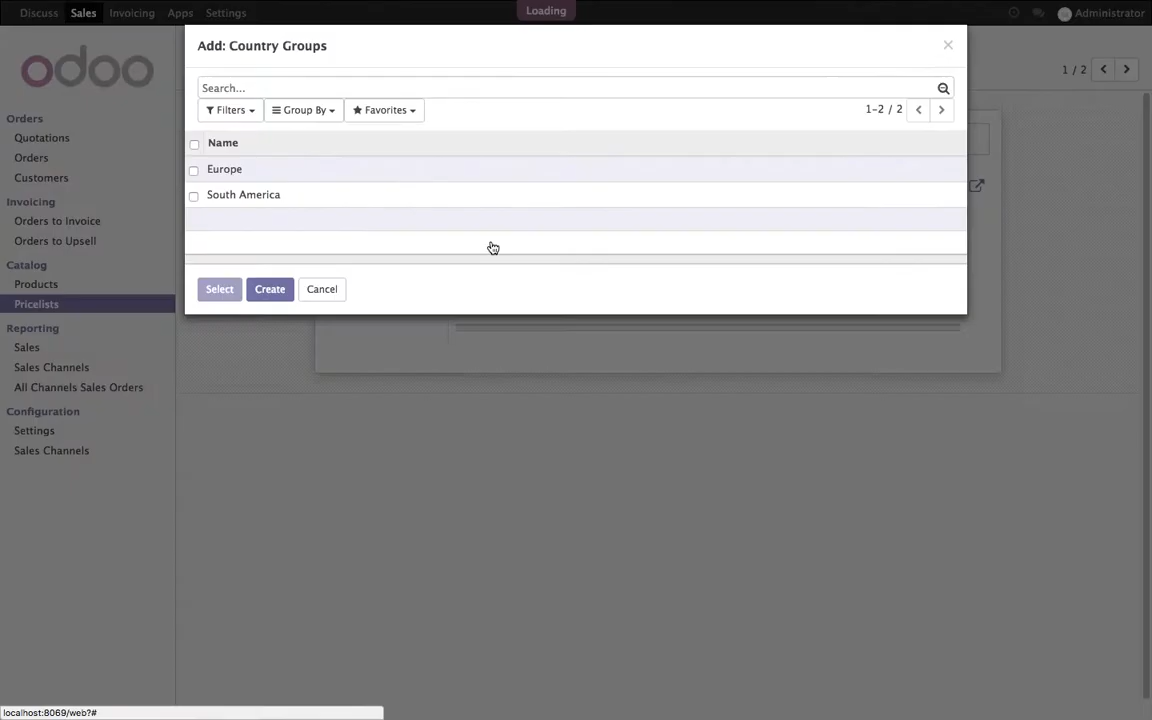 Discuss Sales Invoicing Apps Settings
Loading
Administrator
odoo
Add: Country Groups
×
1 / 2
Search...
Filters Group By Favorites
1-2 / 2
Name
Europe
South America
Select Create Cancel
Orders
Quotations
Orders
Customers
Invoicing
Orders to Invoice
Orders to Upsell
Catalog
Products
Pricelists
Reporting
Sales
Sales Channels
All Channels Sales Orders
Configuration
Settings
Sales Channels
localhost:8069/web?#